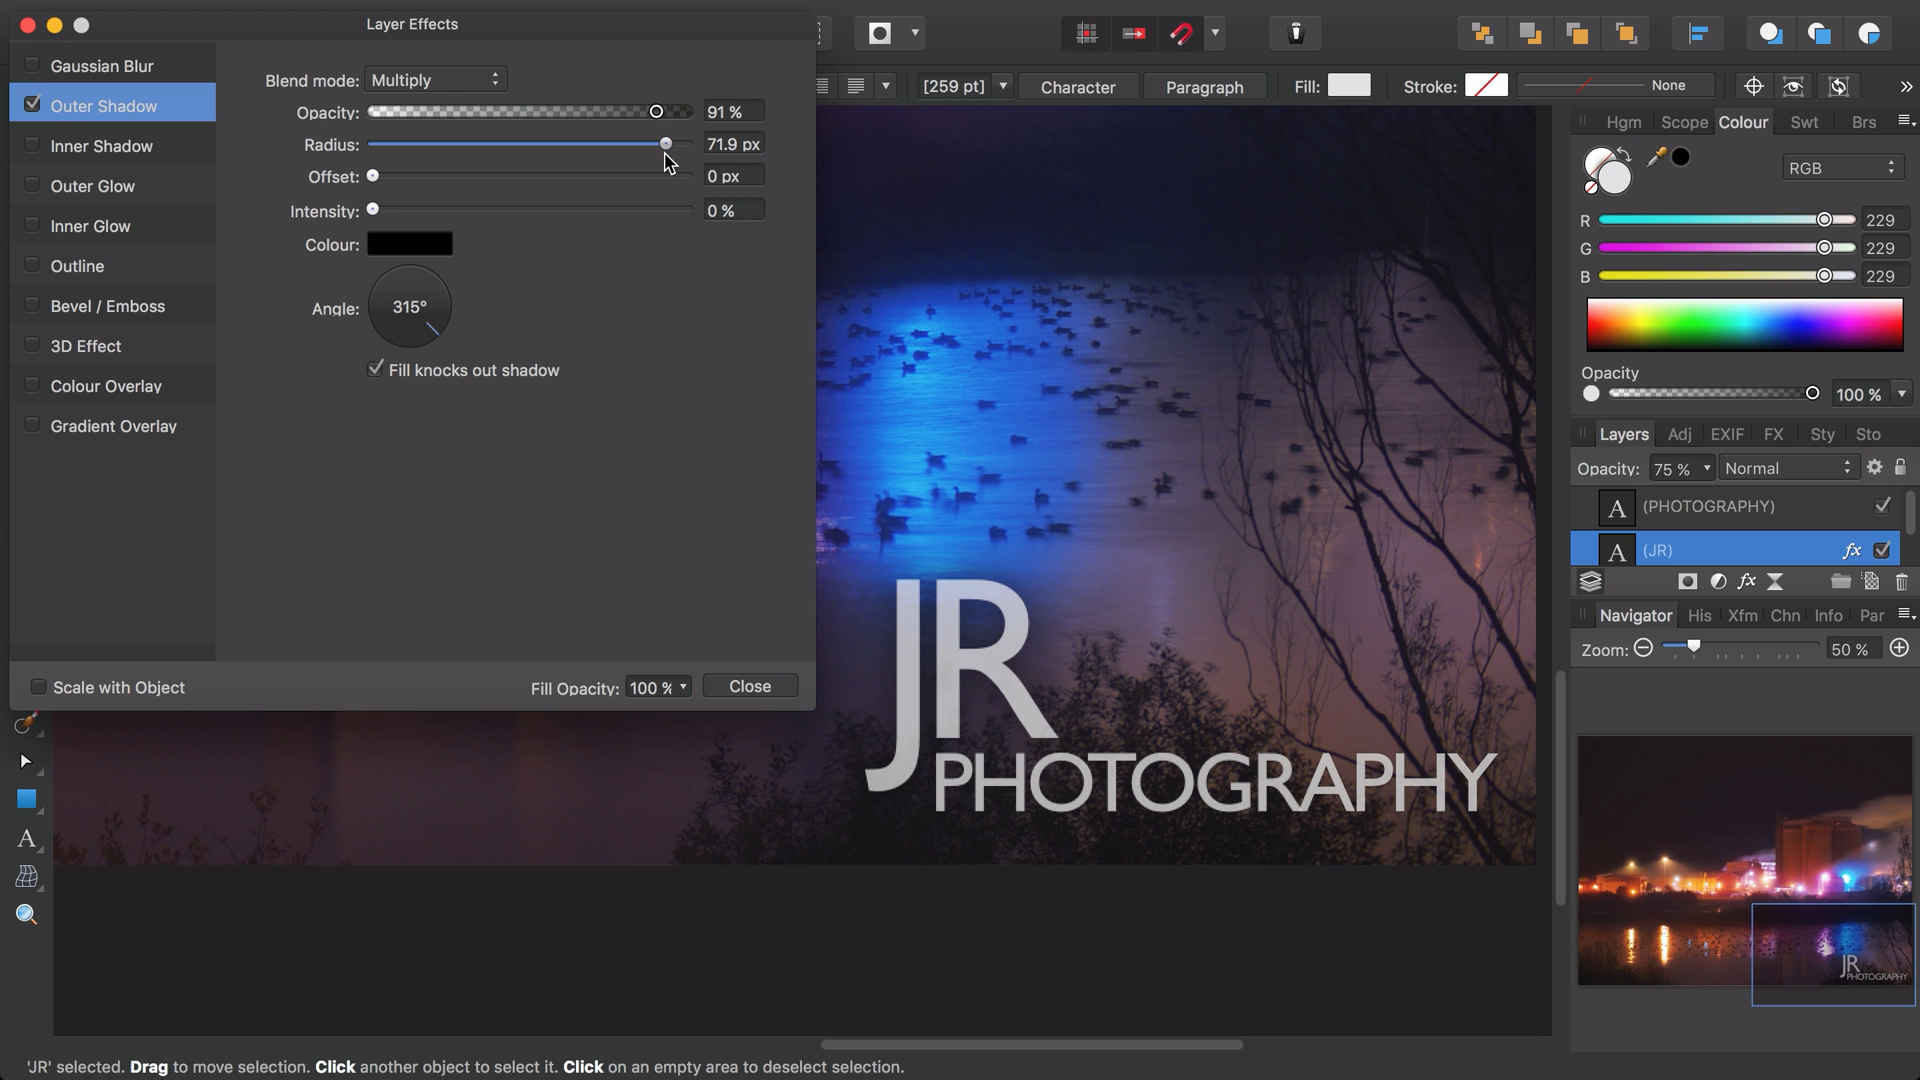 Layer Effects
Gaussian Blur
Outer Shadow
Inner Shadow
Outer Glow
Inner Glow
Outline
Bevel / Emboss
3D Effect
Colour Overlay
Gradient Overlay
Blend mode: Multiply
Opacity: 91 %
Radius: 71.9 px
Offset: 0 px
Intensity: 0 %
Colour:
Angle: 315°
Fill knocks out shadow
Scale with Object
Fill Opacity: 100 % Close
[259 pt] Character Paragraph Fill: Stroke: None
Hgm Scope Colour Swt Brs
RGB
R 229
G 229
B 229
Opacity
100 %
Layers Adj EXIF FX Sty Sto
Opacity: 75 % Normal
A (PHOTOGRAPHY)
A (JR) fx
fx
Navigator His Xfm Chn Info Par
Zoom: 50 %
JR
PHOTOGRAPHY
A
JR
PHOTOGRAPHY
'JR' selected. Drag to move selection. Click another object to select it. Click on an empty area to deselect selection.